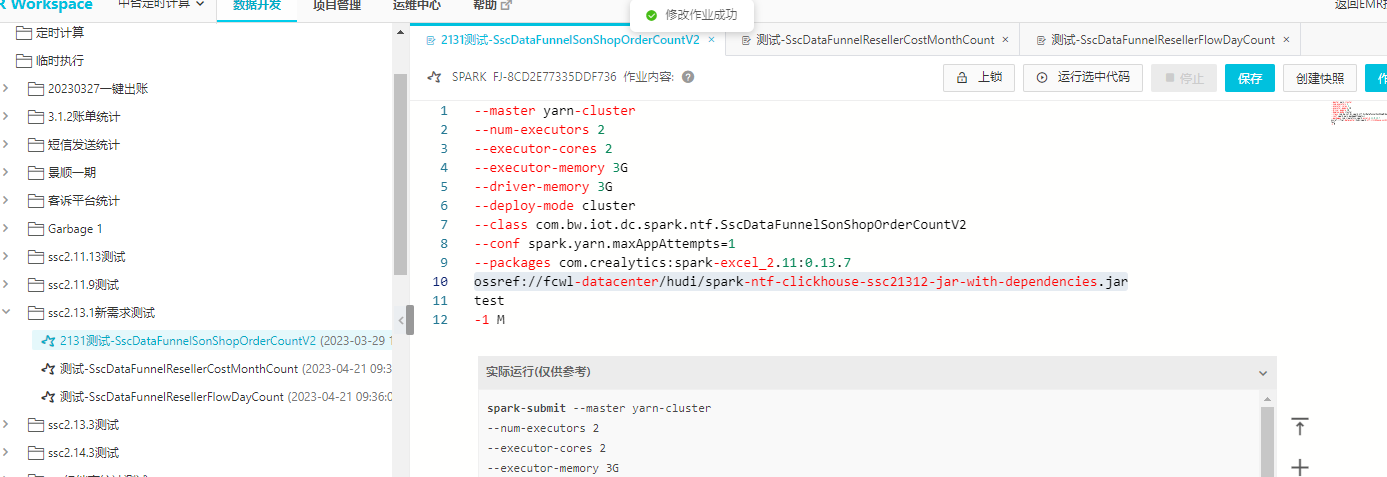 R Workspace 中台定时计算 数据开发 项目管理 运维中心 帮助 修改作业成功
定时计算
临时执行
20230327一键出账
3.1.2账单统计
短信发送统计
景顺一期
客诉平台统计
Garbage 1
ssc2.11.13测试
ssc2.11.9测试
ssc2.13.1新需求测试
2131测试-SscDataFunnelSonShopOrderCountV2 (2023-03-29 1
测试-SscDataFunnelResellerCostMonthCount (2023-04-21 09:3
测试-SscDataFunnelResellerFlowDayCount (2023-04-21 09:36:0
ssc2.13.3测试
ssc2.14.3测试
2131测试-SscDataFunnelSonShopOrderCountV2 × 测试-SscDataFunnelResellerCostMonthCount × 测试-SscDataFunnelResellerFlowDayCount ×
SPARK FJ-8CD2E77335DDF736 作业内容: ? 上锁 运行选中代码 停止 保存 创建快照
1 --master yarn-cluster
2 --num-executors 2
3 --executor-cores 2
4 --executor-memory 3G
5 --driver-memory 3G
6 --deploy-mode cluster
7 --class com.bw.iot.dc.spark.ntf.SscDataFunnelSonShopOrderCountV2
8 --conf spark.yarn.maxAppAttempts=1
9 --packages com.crealytics:spark-excel_2.11:0.13.7
10 ossref://fcwl-datacenter/hudi/spark-ntf-clickhouse-ssc21312-jar-with-dependencies.jar
11 test
12 -1 M
实际运行(仅供参考)
spark-submit --master yarn-cluster
--num-executors 2
--executor-cores 2
--executor-memory 3G